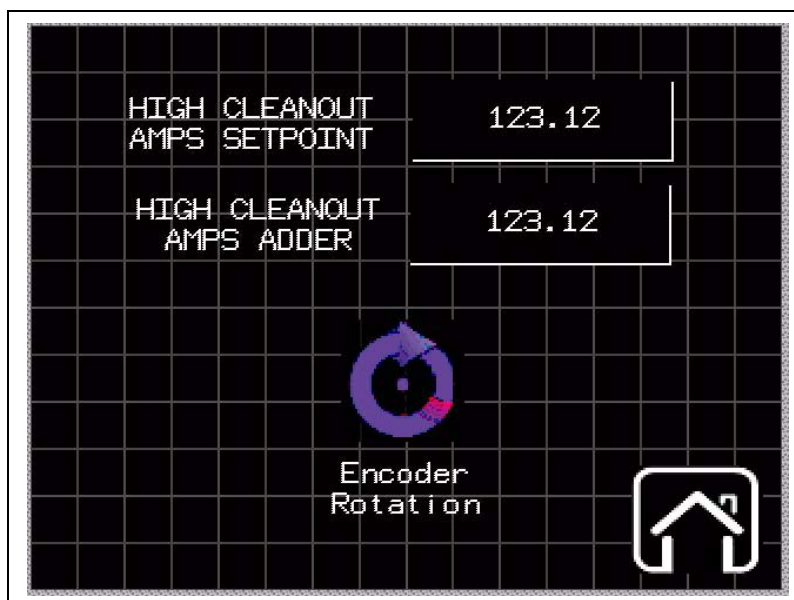 HIGH CLEANOUT
AMPS SETPOINT
123.12
HIGH CLEANOUT
AMPS ADDER
123.12
Encoder
Rotation